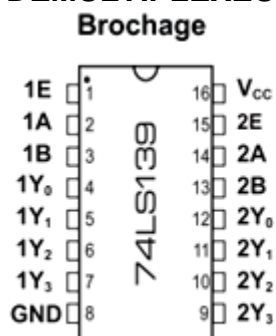 Brochage
1E 1 16 Vcc
1A 2 15 2E
1B 3 14 2A
1Y₀ 4 13 2B
1Y₁ 5 12 2Y₀
1Y₂ 6 11 2Y₁
1Y₃ 7 10 2Y₂
GND 8 9 2Y₃
74LS139